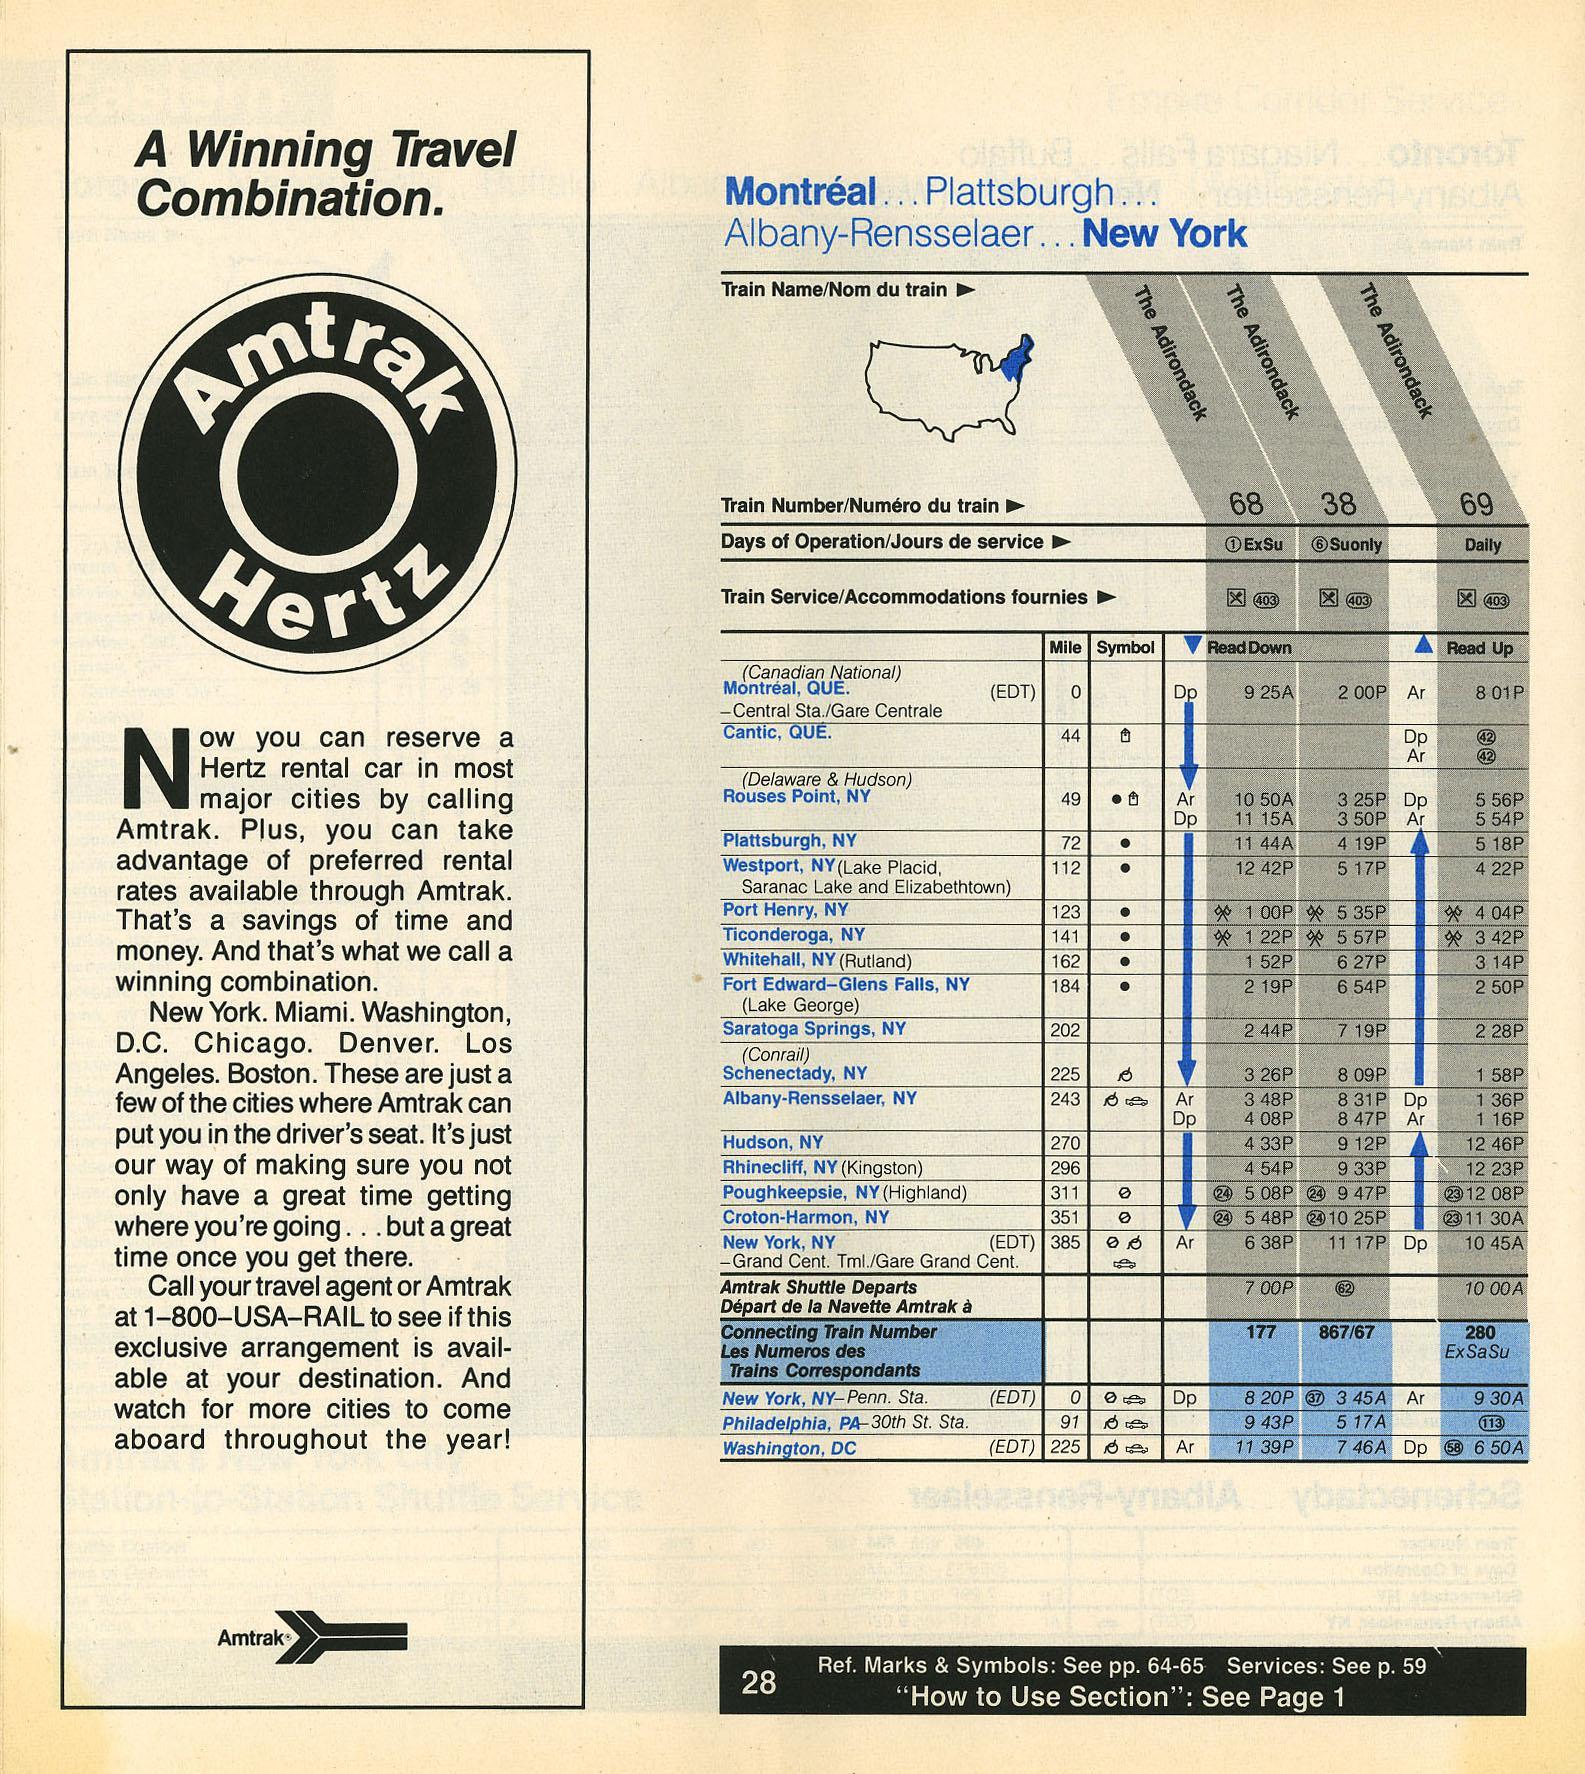 A Winning Travel
Combination.
Amtrak
Hertz
Now you can reserve a
Hertz rental car in most
major cities by calling
Amtrak. Plus, you can take
advantage of preferred rental
rates available through Amtrak.
That's a savings of time and
money. And that's what we call a
winning combination.
New York. Miami. Washington,
D.C. Chicago. Denver. Los
Angeles. Boston. These are just a
few of the cities where Amtrak can
put you in the driver's seat. It's just
our way of making sure you not
only have a great time getting
where you're going . . . but a great
time once you get there.
Call your travel agent or Amtrak
at 1–800–USA–RAIL to see if this
exclusive arrangement is avail-
able at your destination. And
watch for more cities to come
aboard throughout the year!
Amtrak®
Montréal . . . Plattsburgh . . .
Albany-Rensselaer . . . New York
Train Name/Nom du train ► The Adirondack The Adirondack The Adirondack
Train Number/Numéro du train ► 68 38 69
Days of Operation/Jours de service ► ① ExSu ⑥ Suonly Daily
Train Service/Accommodations fournies ► 403 403 403
Mile Symbol ▼ Read Down ▲ Read Up
(Canadian National)
Montréal, QUE. (EDT) 0 Dp 9 25A 2 00P Ar 8 01P
–Central Sta./Gare Centrale
Cantic, QUE. 44 Dp 42
Ar 42
(Delaware & Hudson)
Rouses Point, NY 49 ● Ar 10 50A 3 25P Dp 5 56P
Dp 11 15A 3 50P Ar 5 54P
Plattsburgh, NY 72 ● 11 44A 4 19P 5 18P
Westport, NY (Lake Placid, 112 ● 12 42P 5 17P 4 22P
Saranac Lake and Elizabethtown)
Port Henry, NY 123 ● 1 00P 5 35P 4 04P
Ticonderoga, NY 141 ● 1 22P 5 57P 3 42P
Whitehall, NY (Rutland) 162 ● 1 52P 6 27P 3 14P
Fort Edward–Glens Falls, NY 184 ● 2 19P 6 54P 2 50P
(Lake George)
Saratoga Springs, NY 202 2 44P 7 19P 2 28P
(Conrail)
Schenectady, NY 225 3 26P 8 09P 1 58P
Albany-Rensselaer, NY 243 Ar 3 48P 8 31P Dp 1 36P
Dp 4 08P 8 47P Ar 1 16P
Hudson, NY 270 4 33P 9 12P 12 46P
Rhinecliff, NY (Kingston) 296 4 54P 9 33P 12 23P
Poughkeepsie, NY (Highland) 311 24 5 08P 24 9 47P 23 12 08P
Croton-Harmon, NY 351 24 5 48P 24 10 25P 23 11 30A
New York, NY (EDT) 385 Ar 6 38P 11 17P Dp 10 45A
–Grand Cent. Tml./Gare Grand Cent.
Amtrak Shuttle Departs 7 00P 62 10 00A
Départ de la Navette Amtrak à
Connecting Train Number 177 867/67 280
Les Numeros des ExSaSu
Trains Correspondants
New York, NY–Penn. Sta. (EDT) 0 Dp 8 20P 37 3 45A Ar 9 30A
Philadelphia, PA–30th St. Sta. 91 9 43P 5 17A 113
Washington, DC (EDT) 225 Ar 11 39P 7 46A Dp 58 6 50A
28
Ref. Marks & Symbols: See pp. 64-65 Services: See p. 59
"How to Use Section": See Page 1